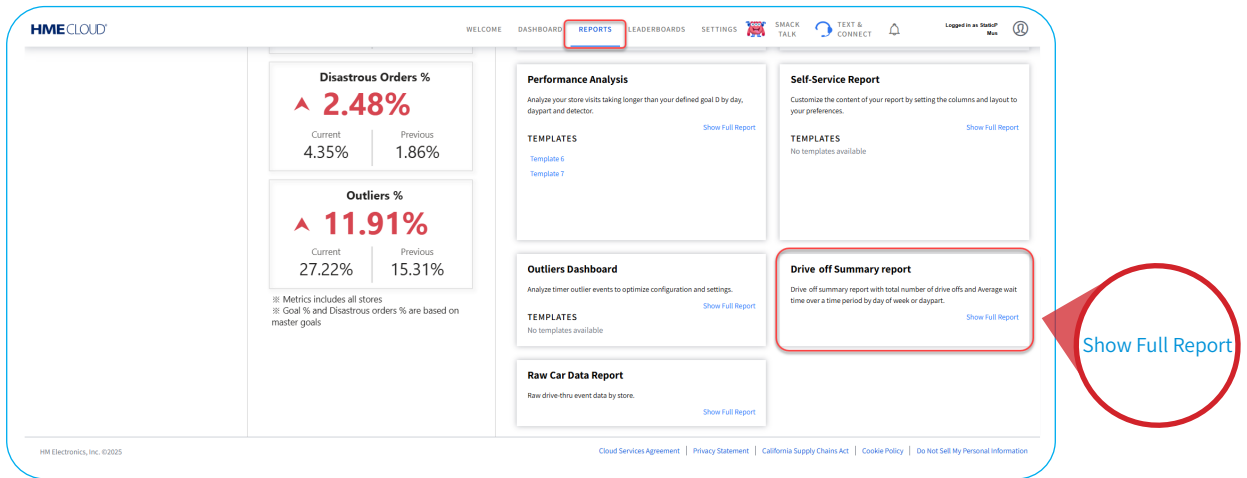 HME CLOUD®
WELCOME DASHBOARD REPORTS LEADERBOARDS SETTINGS SMACK TALK TEXT & CONNECT Logged in as StaticP Mun
Disastrous Orders %
2.48%
Current Previous
4.35% 1.86%
Outliers %
11.91%
Current Previous
27.22% 15.31%
※ Metrics includes all stores
※ Goal % and Disastrous orders % are based on
master goals
Performance Analysis
Analyze your store visits taking longer than your defined goal D by day,
daypart and detector.
Show Full Report
TEMPLATES
Template 6
Template 7
Self-Service Report
Customize the content of your report by setting the columns and layout to
your preferences.
Show Full Report
TEMPLATES
No templates available
Outliers Dashboard
Analyze timer outlier events to optimize configuration and settings.
Show Full Report
TEMPLATES
No templates available
Drive off Summary report
Drive off summary report with total number of drive offs and Average wait
time over a time period by day of week or daypart.
Show Full Report
Show Full Report
Raw Car Data Report
Raw drive-thru event data by store.
Show Full Report
HM Electronics, Inc. ©2025
Cloud Services Agreement | Privacy Statement | California Supply Chains Act | Cookie Policy | Do Not Sell My Personal Information